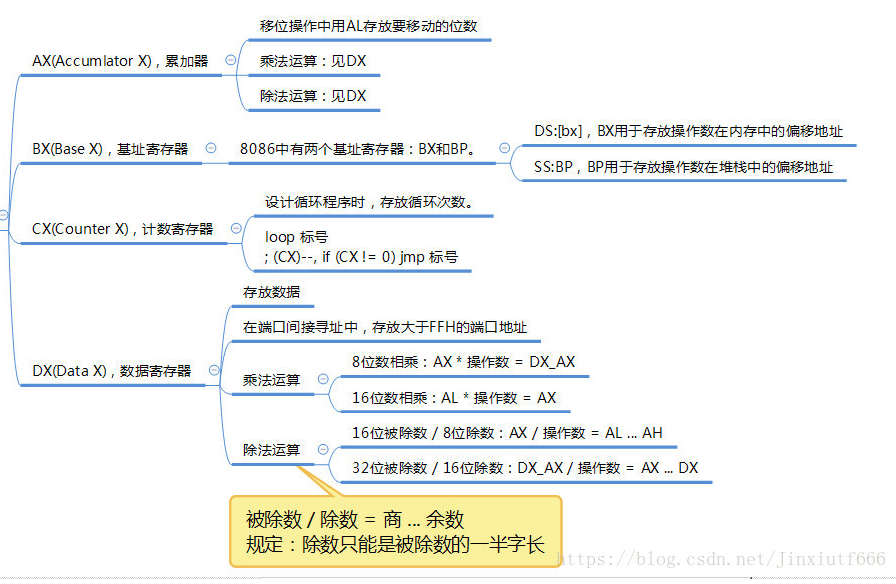 AX(Accumlator X)，累加器
移位操作中用AL存放要移动的位数
乘法运算：见DX
除法运算：见DX
BX(Base X)，基址寄存器
8086中有两个基址寄存器：BX和BP。
DS:[bx]，BX用于存放操作数在内存中的偏移地址
SS:BP，BP用于存放操作数在堆栈中的偏移地址
CX(Counter X)，计数寄存器
设计循环程序时，存放循环次数。
loop 标号
; (CX)--, if (CX != 0) jmp 标号
DX(Data X)，数据寄存器
存放数据
在端口间接寻址中，存放大于FFH的端口地址
乘法运算
8位数相乘：AX * 操作数 = DX_AX
16位数相乘：AL * 操作数 = AX
除法运算
16位被除数 / 8位除数：AX / 操作数 = AL ... AH
32位被除数 / 16位除数：DX_AX / 操作数 = AX ... DX
被除数 / 除数 = 商 ... 余数
规定：除数只能是被除数的一半字长
https://blog.csdn.net/Jinxiutf666